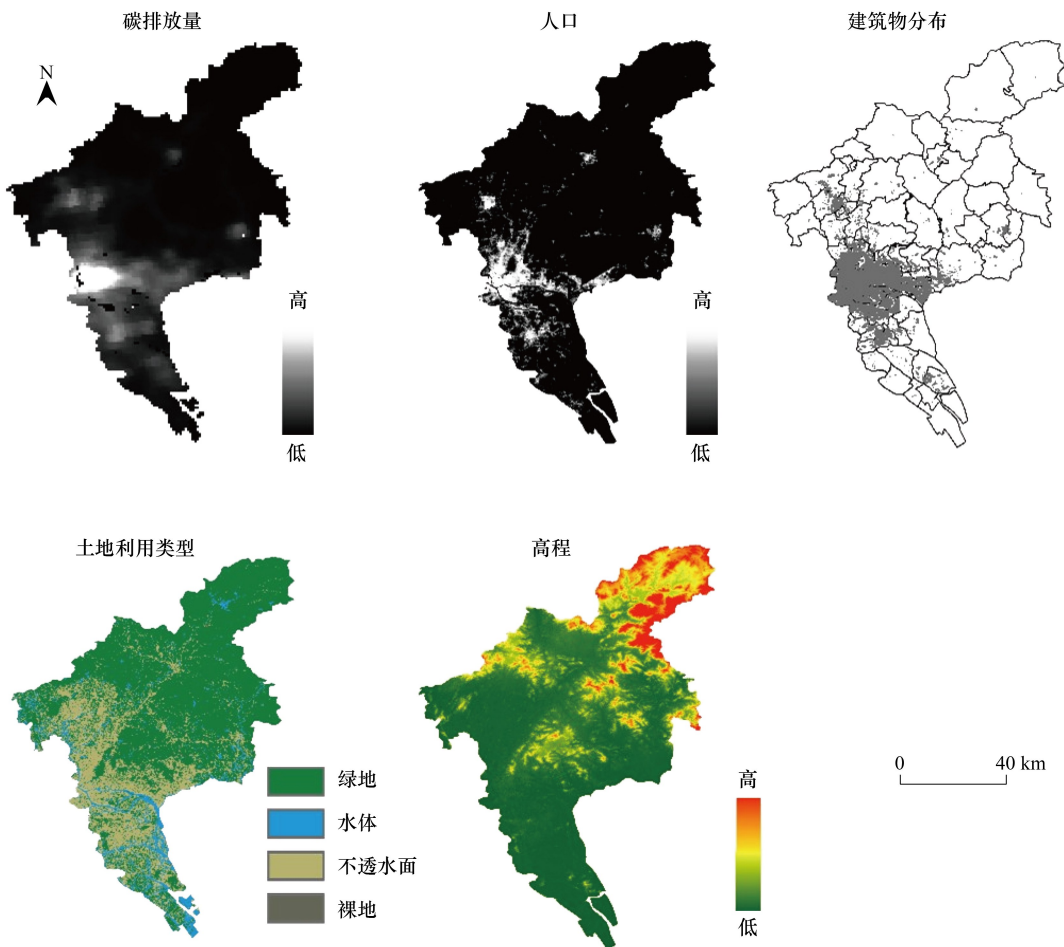 碳排放量
人口
建筑物分布
N
高
低
高
低
土地利用类型
高程
绿地
水体
不透水面
裸地
高
低
0 40 km